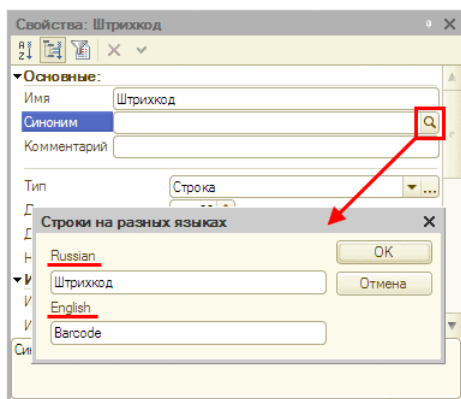 Свойства: Штрихкод
Основные:
Имя
Штрихкод
Синоним
Комментарий
Тип
Строка
Строки на разных языках
Russian
OK
Штрихкод
Отмена
English
Barcode